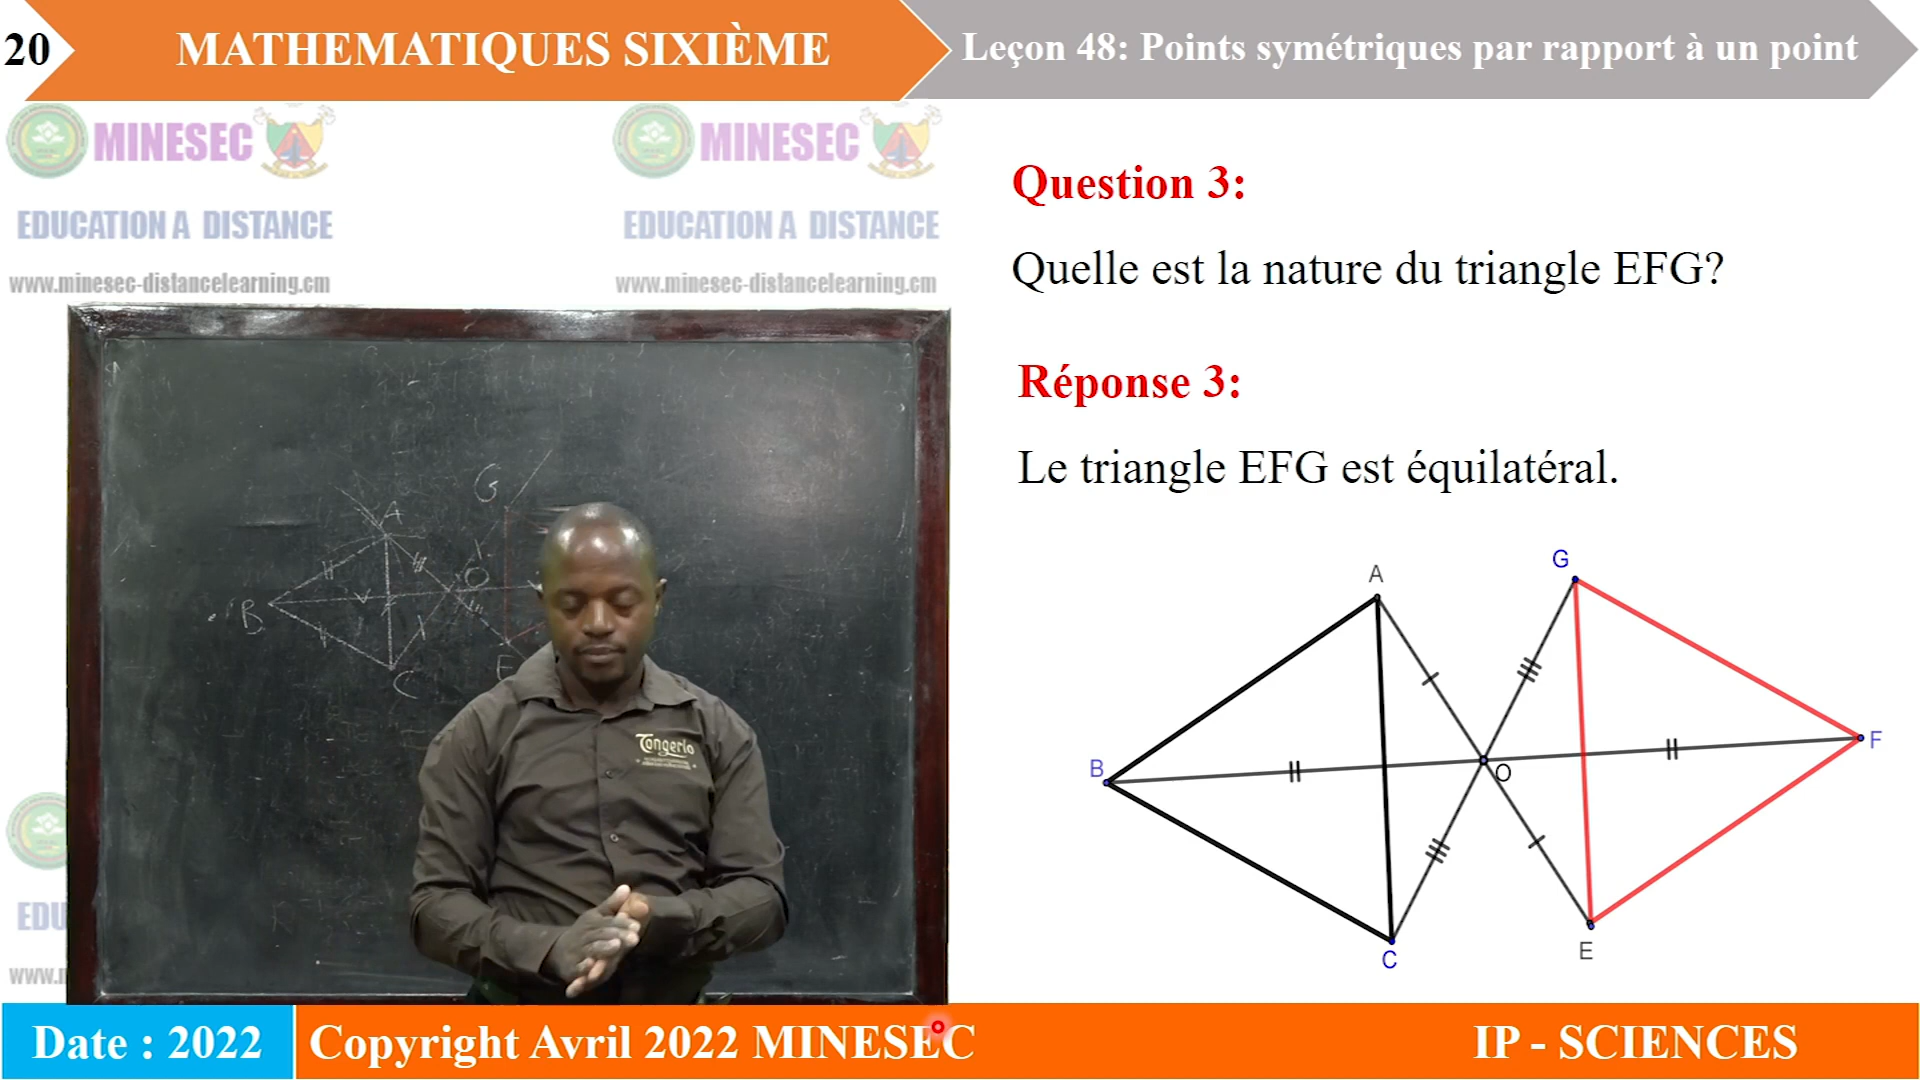 20
MATHEMATIQUES SIXIÈME
Leçon 48: Points symétriques par rapport à un point
MINESEC
EDUCATION A DISTANCE
www.minesec-distancelearning.cm
MINESEC
EDUCATION A DISTANCE
www.minesec-distancelearning.cm
Question 3:
Quelle est la nature du triangle EFG?
Réponse 3:
Le triangle EFG est équilatéral.
G
A
O
B
C
E
Tongerlo
A
G
B
O
F
C
E
EDU
www.m
Date : 2022
Copyright Avril 2022 MINESEC
IP - SCIENCES